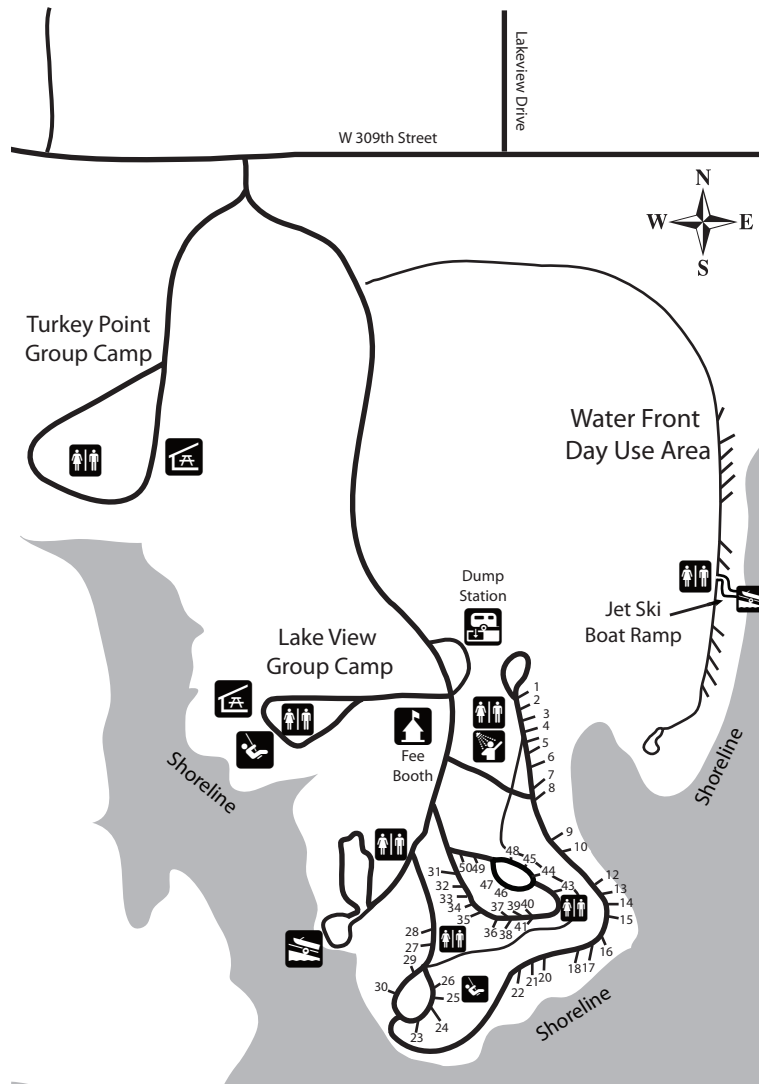 Lakeview Drive
W 309th Street
N
W
E
S
Turkey Point
Group Camp
Water Front
Day Use Area
Dump
Station
Jet Ski
Boat Ramp
Lake View
Group Camp
Fee
Booth
Shoreline
Shoreline
Shoreline
1
2
3
4
5
6
7
8
9
10
12
13
14
15
16
17
18
20
21
22
23
24
25
26
27
28
29
30
31
32
33
34
35
36
37
38
39
40
41
43
44
45
46
47
48
49
50